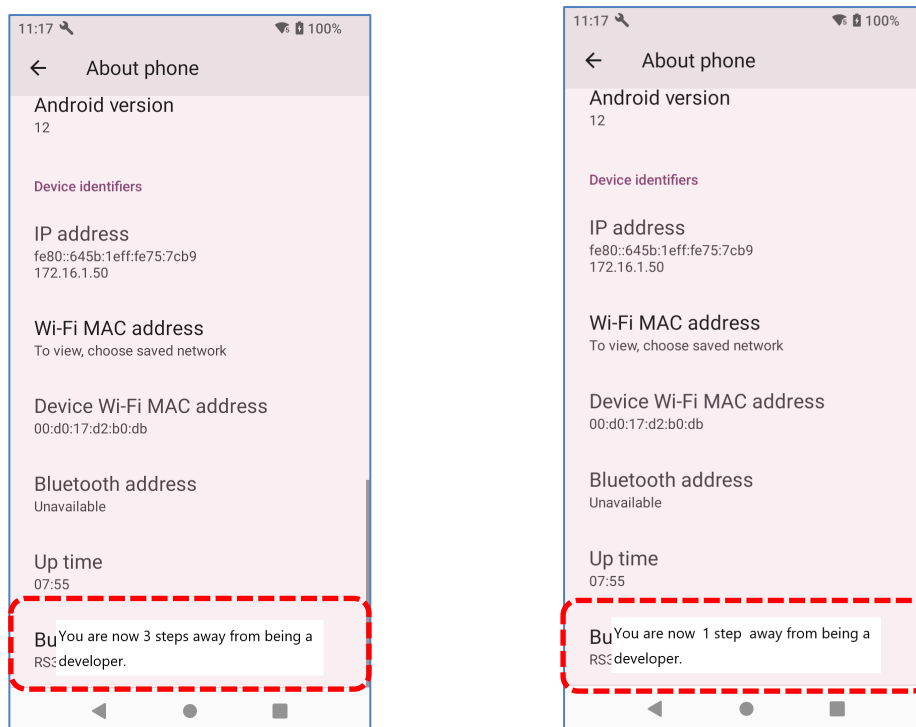 11:17 100%
About phone
Android version
12
Device identifiers
IP address
fe80::645b:1eff:fe75:7cb9
172.16.1.50
Wi-Fi MAC address
To view, choose saved network
Device Wi-Fi MAC address
00:d0:17:d2:b0:db
Bluetooth address
Unavailable
Up time
07:55
You are now 3 steps away from being a
developer.
11:17 100%
About phone
Android version
12
Device identifiers
IP address
fe80::645b:1eff:fe75:7cb9
172.16.1.50
Wi-Fi MAC address
To view, choose saved network
Device Wi-Fi MAC address
00:d0:17:d2:b0:db
Bluetooth address
Unavailable
Up time
07:55
You are now 1 step away from being a
developer.